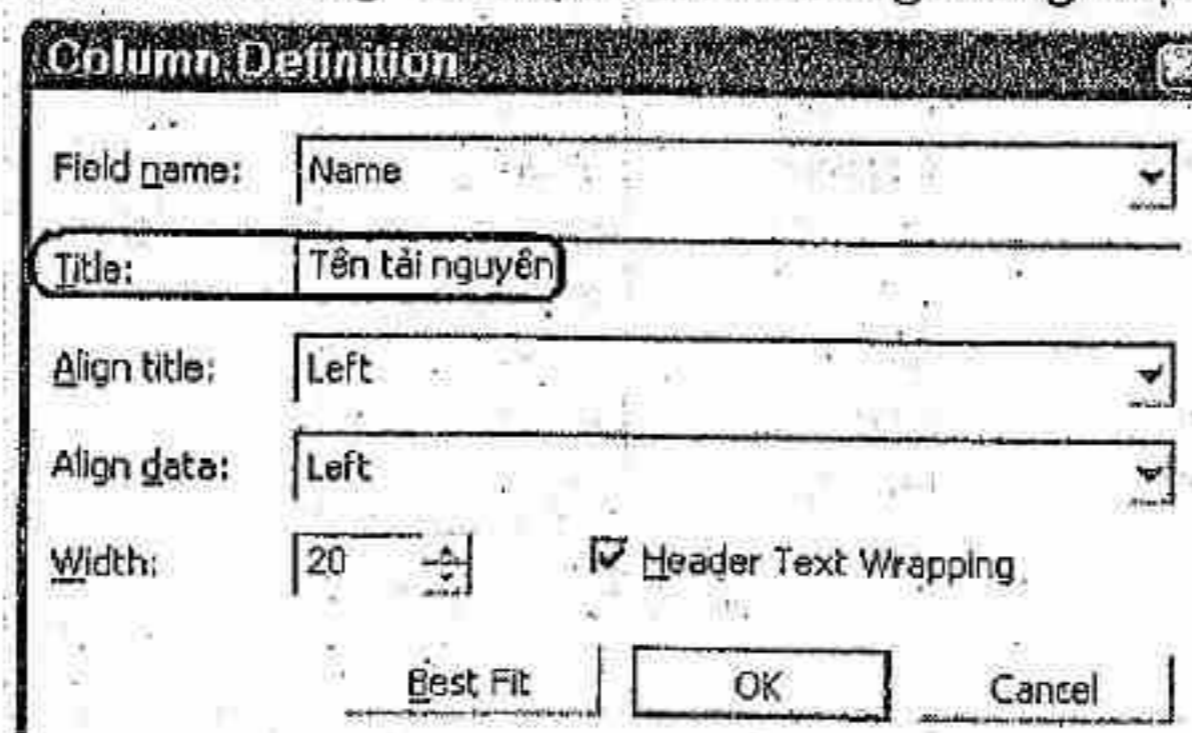 Column Definition
Field name: Name
Title: Tên tài nguyên
Align title: Left
Align data: Left
Width: 20 Header Text Wrapping
Best Fit OK Cancel